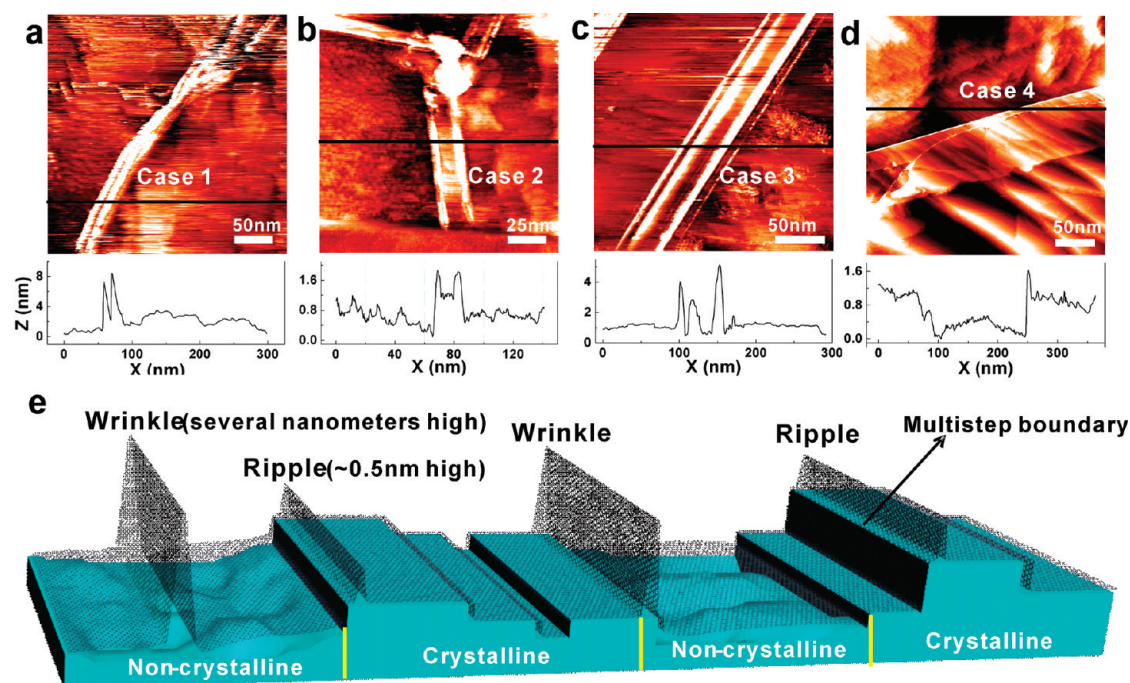 a
b
c
d
Case 1
Case 2
Case 3
Case 4
50nm
25nm
50nm
50nm
Z (nm)
8
4
0
0 100 200 300
X (nm)
1.6
0.8
0.0
0 40 80 120
X (nm)
4
2
0
0 100 200 300
X (nm)
1.6
0.8
0.0
0 100 200 300
X (nm)
e
Wrinkle(several nanometers high)
Ripple(~0.5nm high)
Wrinkle
Ripple
Multistep boundary
Non-crystalline
Crystalline
Non-crystalline
Crystalline